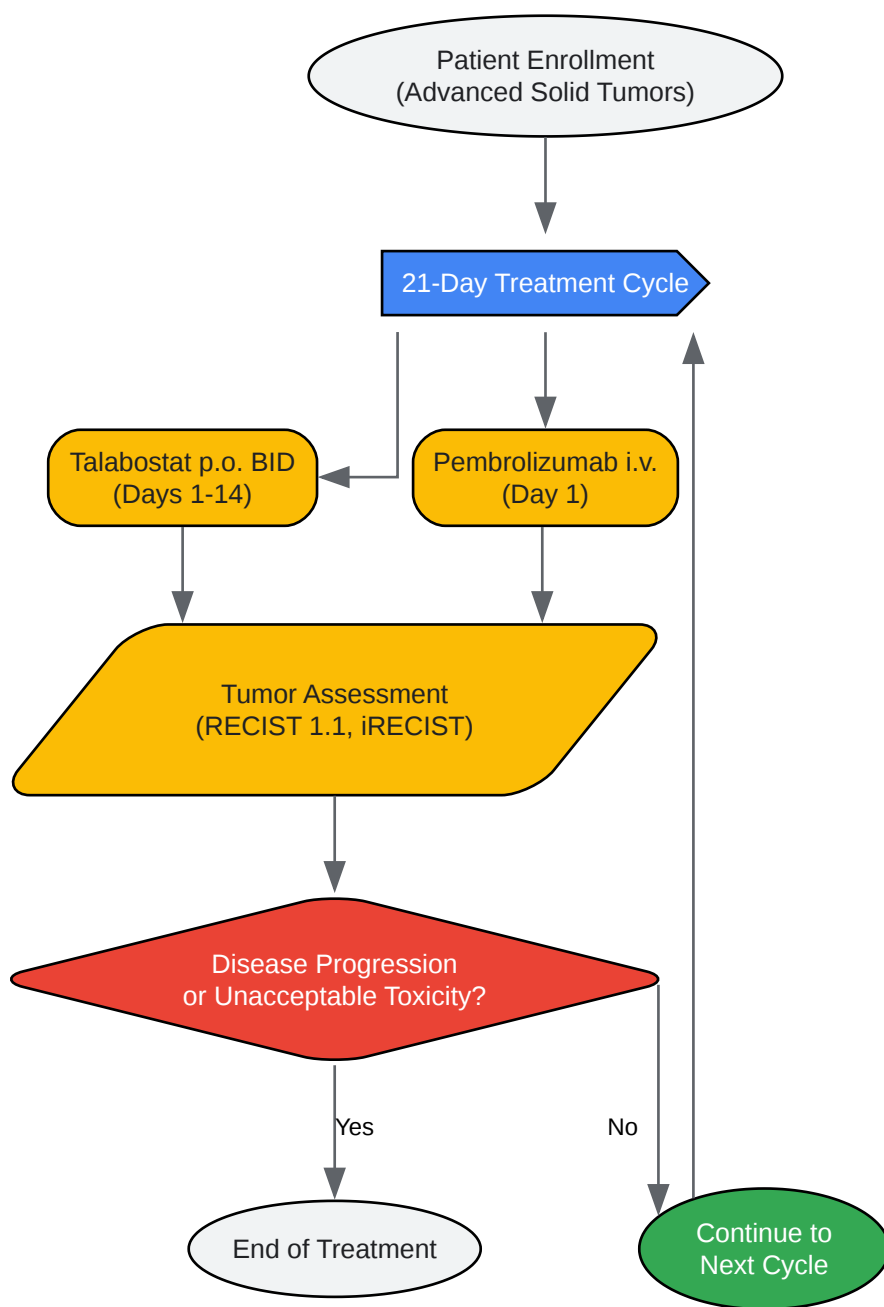 Patient Enrollment
(Advanced Solid Tumors)
21-Day Treatment Cycle
Talabostat p.o. BID
(Days 1-14)
Pembrolizumab i.v.
(Day 1)
Tumor Assessment
(RECIST 1.1, iRECIST)
Disease Progression
or Unacceptable Toxicity?
Yes
No
End of Treatment
Continue to
Next Cycle